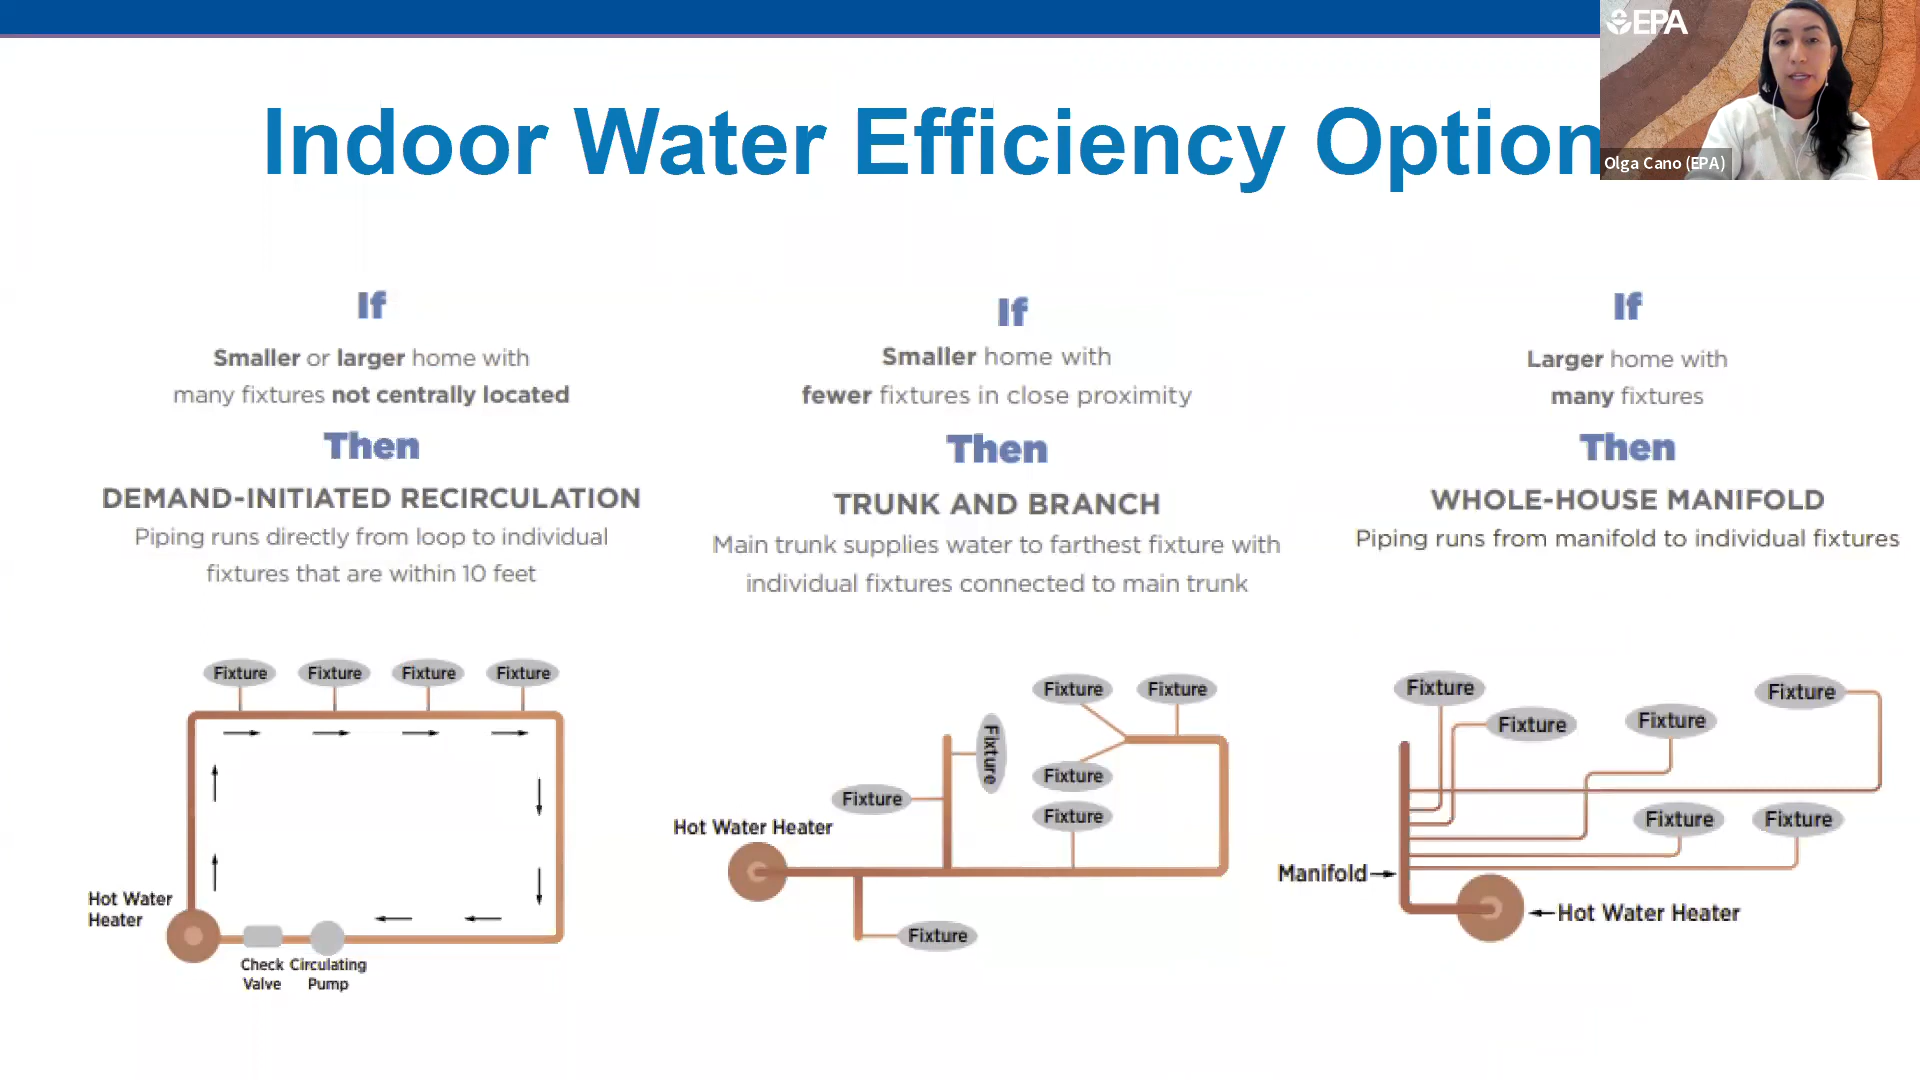 EPA
Olga Cano (EPA)
Indoor Water Efficiency Option
If
Smaller or larger home with
many fixtures not centrally located
Then
DEMAND-INITIATED RECIRCULATION
Piping runs directly from loop to individual
fixtures that are within 10 feet
Fixture
Fixture
Fixture
Fixture
Hot Water
Heater
Check
Valve
Circulating
Pump
If
Smaller home with
fewer fixtures in close proximity
Then
TRUNK AND BRANCH
Main trunk supplies water to farthest fixture with
individual fixtures connected to main trunk
Fixture
Fixture
Fixture
Fixture
Fixture
Fixture
Hot Water Heater
Fixture
If
Larger home with
many fixtures
Then
WHOLE-HOUSE MANIFOLD
Piping runs from manifold to individual fixtures
Fixture
Fixture
Fixture
Fixture
Fixture
Fixture
Manifold
Hot Water Heater